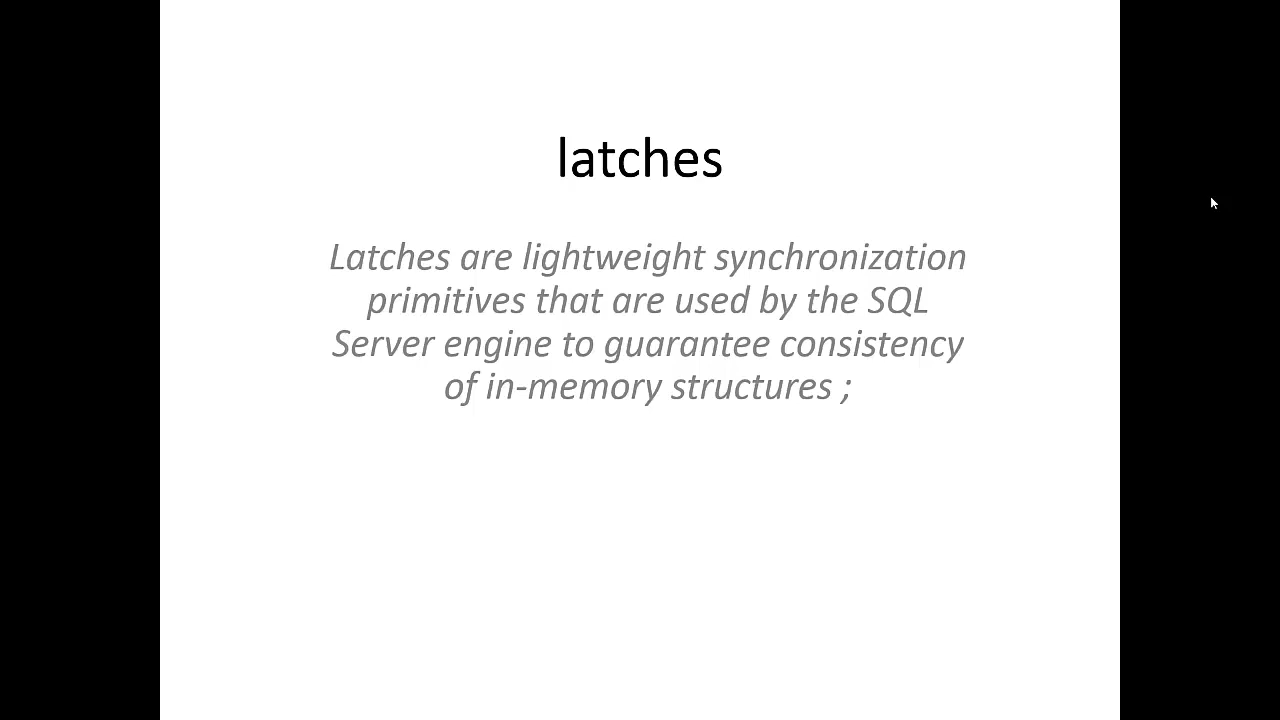 latches
Latches are lightweight synchronization
primitives that are used by the SQL
Server engine to guarantee consistency
of in-memory structures ;